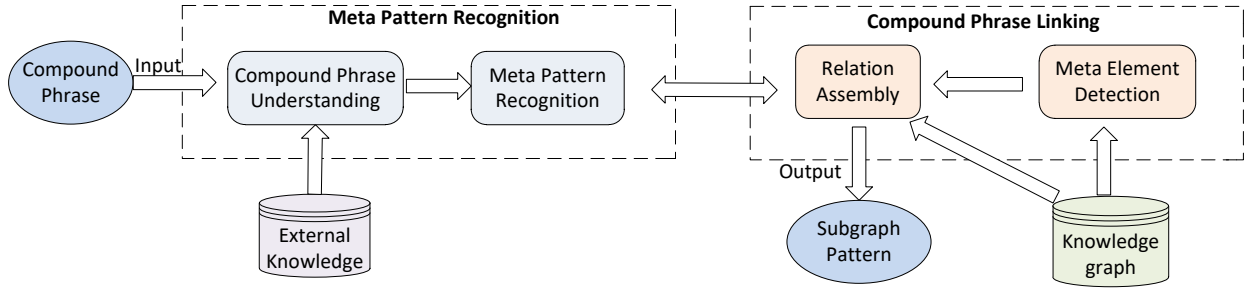 Meta Pattern Recognition
Compound
Phrase
Input
Compound Phrase
Understanding
Meta Pattern
Recognition
External
Knowledge
Compound Phrase Linking
Relation
Assembly
Meta Element
Detection
Output
Subgraph
Pattern
Knowledge
graph